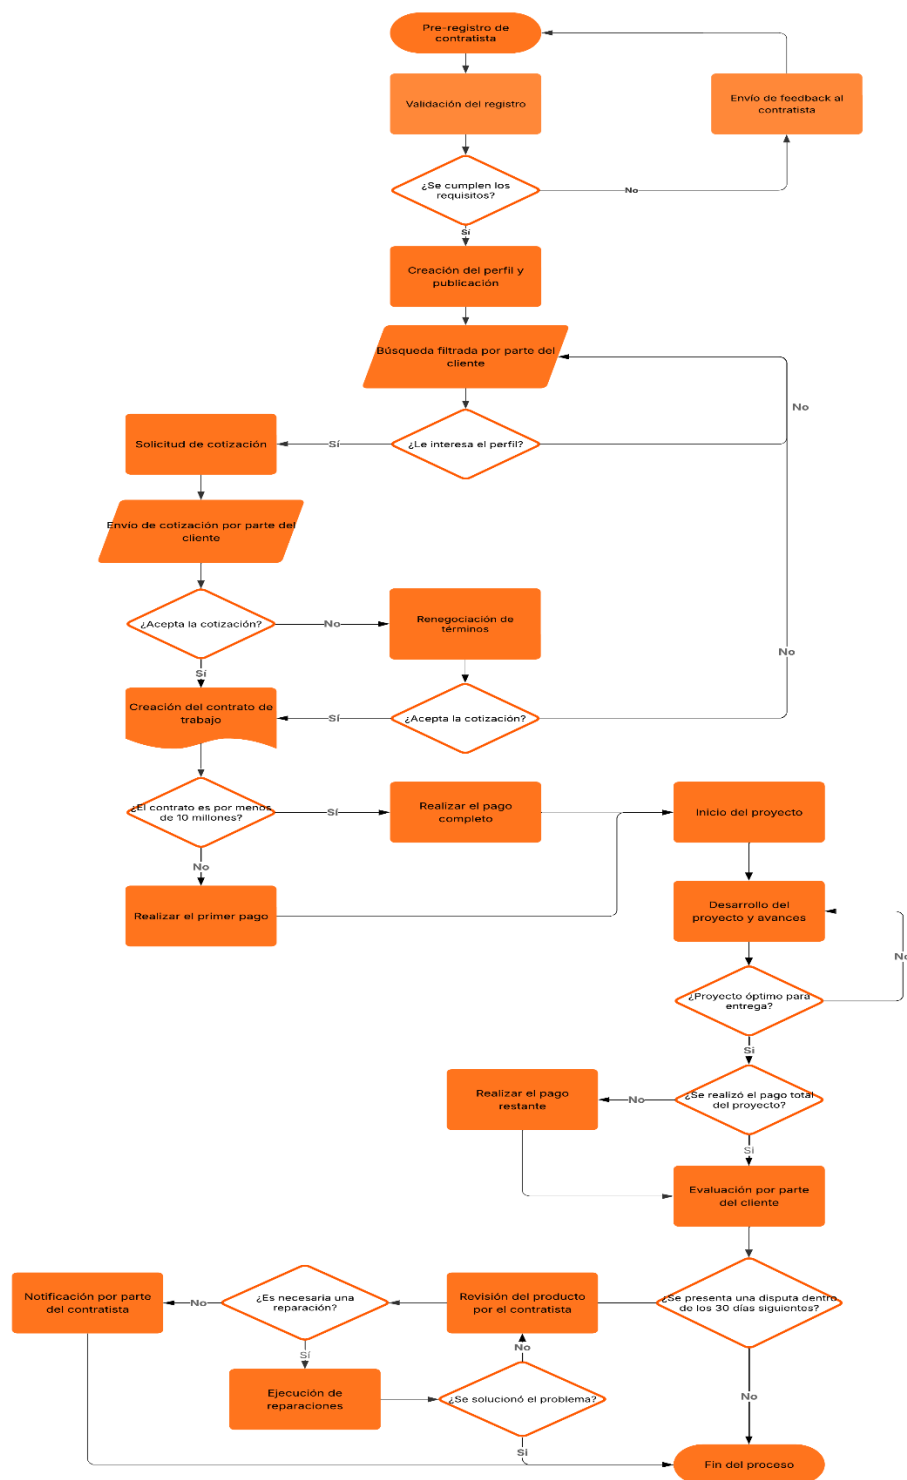 Pre-registro de
contratista
Validación del registro
Envío de feedback al
contratista
¿Se cumplen los
requisitos?
No
Sí
Creación del perfil y
publicación
Búsqueda filtrada por parte del
cliente
No
Solicitud de cotización
Sí
¿Le interesa el perfil?
Envío de cotización por parte del
cliente
¿Acepta la cotización?
No
Renegociación de
términos
No
Sí
Creación del contrato de
trabajo
Sí
¿Acepta la cotización?
¿El contrato es por menos
de 10 millones?
Sí
Realizar el pago
completo
Inicio del proyecto
No
Realizar el primer pago
Desarrollo del
proyecto y avances
No
¿Proyecto óptimo para
entrega?
Si
Realizar el pago
restante
No
¿Se realizó el pago total
del proyecto?
Si
Evaluación por parte
del cliente
Notificación por parte
del contratista
No
¿Es necesaria una
reparación?
Revisión del producto
por el contratista
¿Se presenta una disputa dentro
de los 30 días siguientes?
Sí
No
Ejecución de
reparaciones
¿Se solucionó el problema?
No
Si
Fin del proceso